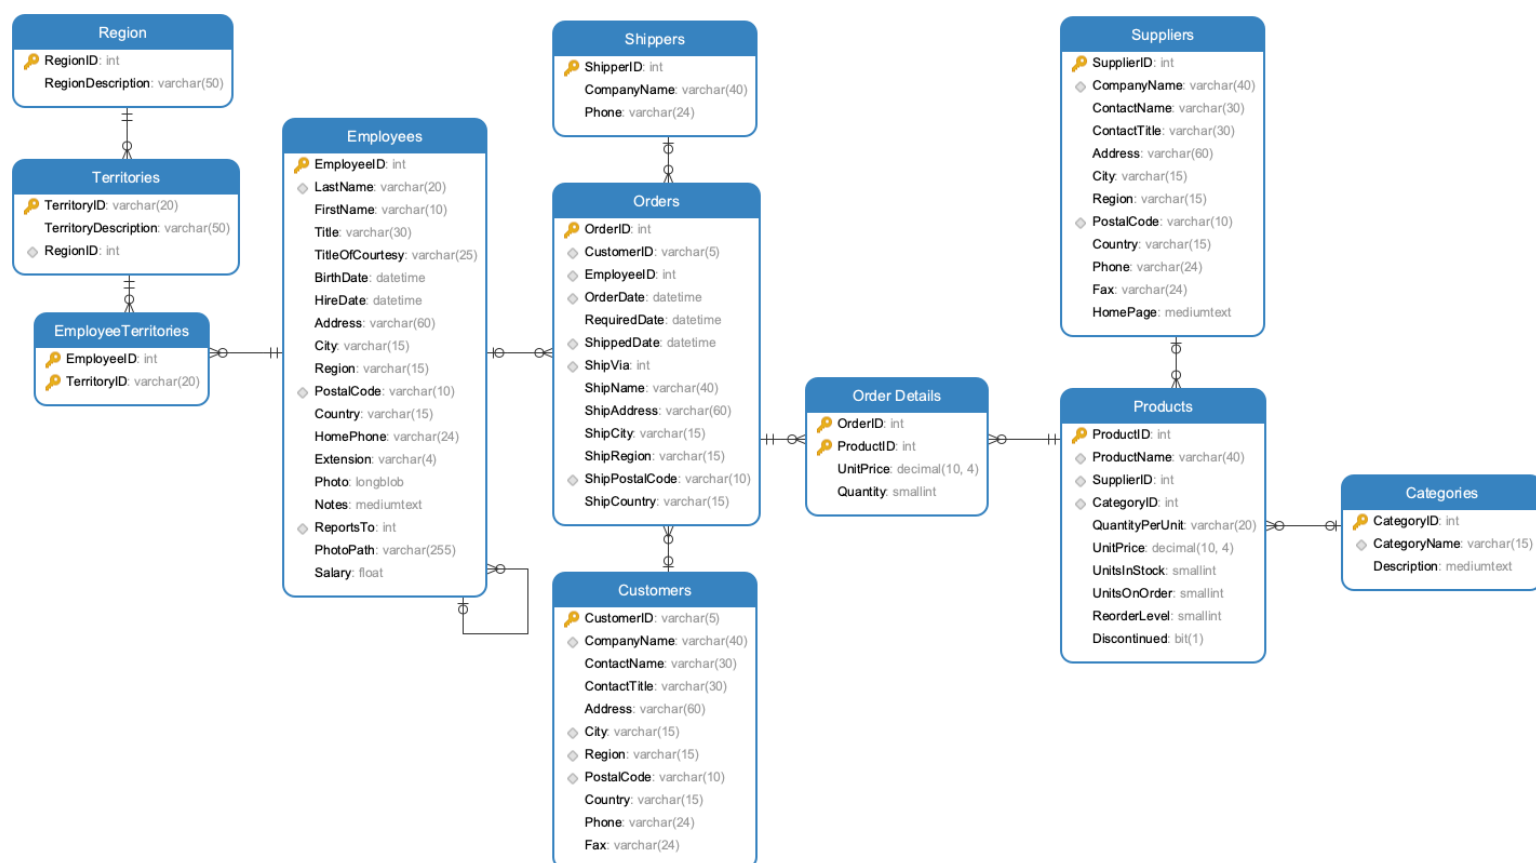 Region
RegionID: int
RegionDescription: varchar(50)
Territories
TerritoryID: varchar(20)
TerritoryDescription: varchar(50)
RegionID: int
EmployeeTerritories
EmployeeID: int
TerritoryID: varchar(20)
Employees
EmployeeID: int
LastName: varchar(20)
FirstName: varchar(10)
Title: varchar(30)
TitleOfCourtesy: varchar(25)
BirthDate: datetime
HireDate: datetime
Address: varchar(60)
City: varchar(15)
Region: varchar(15)
PostalCode: varchar(10)
Country: varchar(15)
HomePhone: varchar(24)
Extension: varchar(4)
Photo: longblob
Notes: mediumtext
ReportsTo: int
PhotoPath: varchar(255)
Salary: float
Shippers
ShipperID: int
CompanyName: varchar(40)
Phone: varchar(24)
Orders
OrderID: int
CustomerID: varchar(5)
EmployeeID: int
OrderDate: datetime
RequiredDate: datetime
ShippedDate: datetime
ShipVia: int
ShipName: varchar(40)
ShipAddress: varchar(60)
ShipCity: varchar(15)
ShipRegion: varchar(15)
ShipPostalCode: varchar(10)
ShipCountry: varchar(15)
Customers
CustomerID: varchar(5)
CompanyName: varchar(40)
ContactName: varchar(30)
ContactTitle: varchar(30)
Address: varchar(60)
City: varchar(15)
Region: varchar(15)
PostalCode: varchar(10)
Country: varchar(15)
Phone: varchar(24)
Fax: varchar(24)
Order Details
OrderID: int
ProductID: int
UnitPrice: decimal(10, 4)
Quantity: smallint
Suppliers
SupplierID: int
CompanyName: varchar(40)
ContactName: varchar(30)
ContactTitle: varchar(30)
Address: varchar(60)
City: varchar(15)
Region: varchar(15)
PostalCode: varchar(10)
Country: varchar(15)
Phone: varchar(24)
Fax: varchar(24)
HomePage: mediumtext
Products
ProductID: int
ProductName: varchar(40)
SupplierID: int
CategoryID: int
QuantityPerUnit: varchar(20)
UnitPrice: decimal(10, 4)
UnitsInStock: smallint
UnitsOnOrder: smallint
ReorderLevel: smallint
Discontinued: bit(1)
Categories
CategoryID: int
CategoryName: varchar(15)
Description: mediumtext